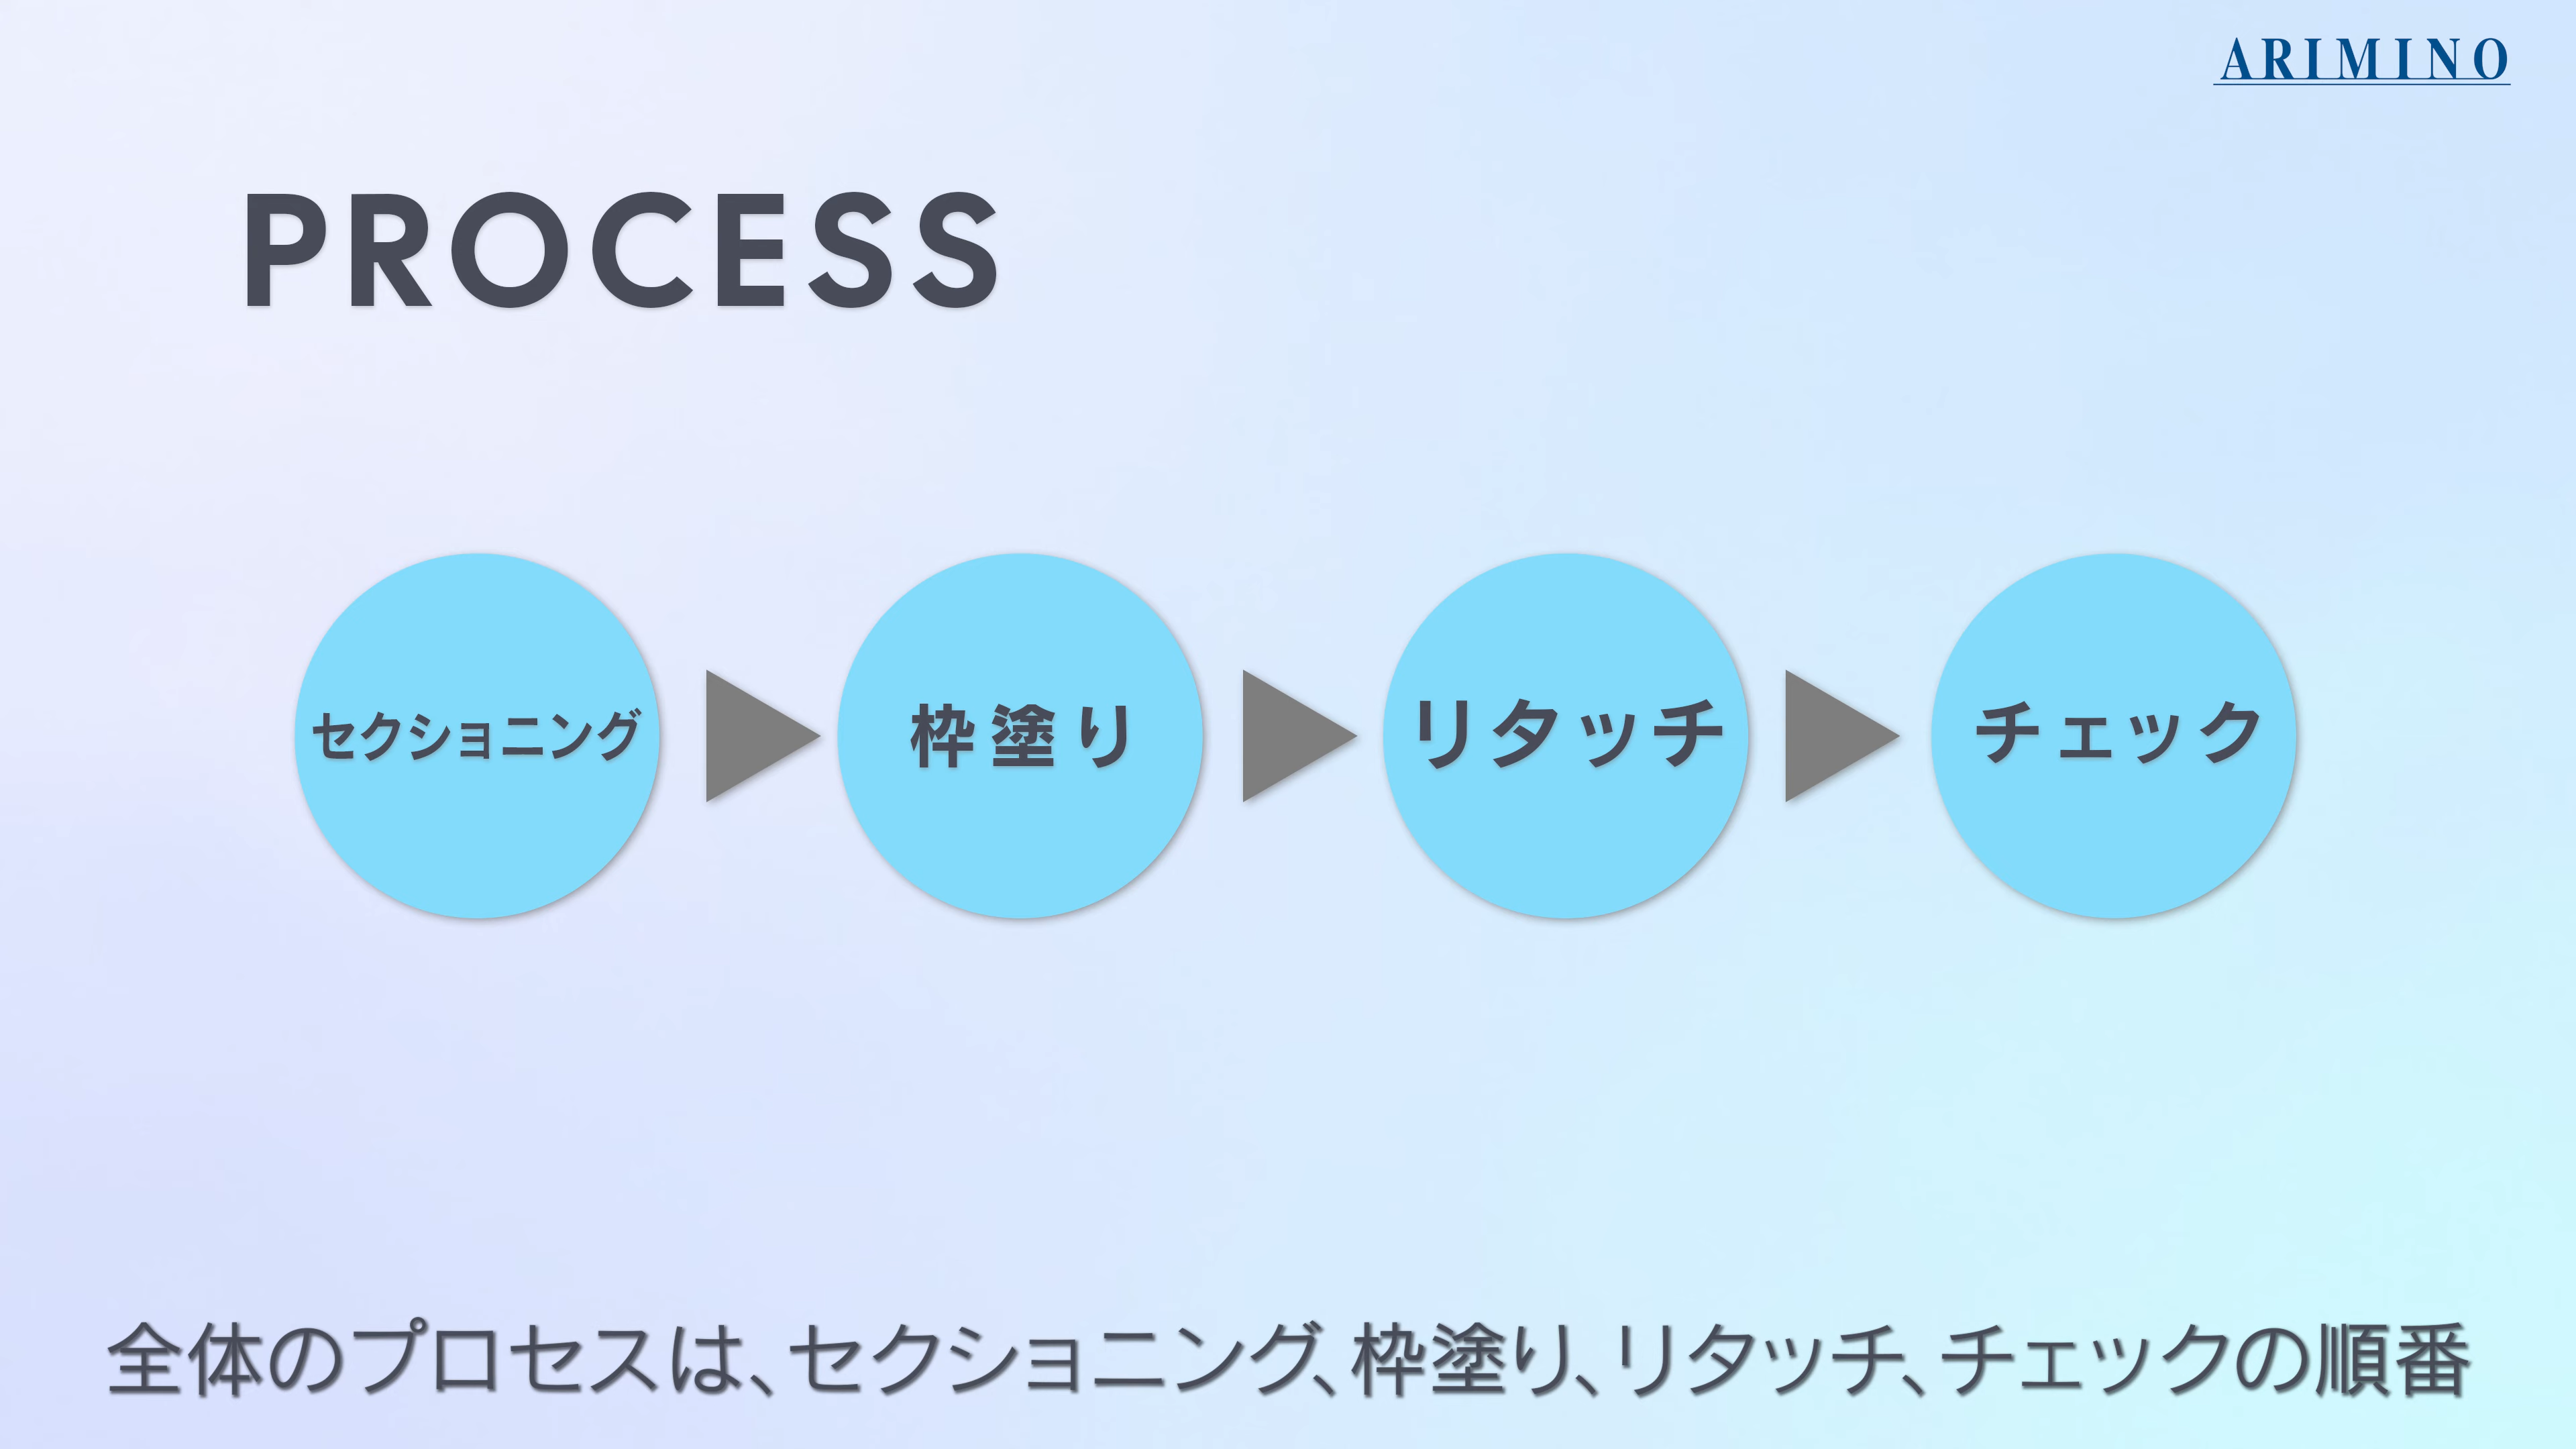 ARIMINO
PROCESS
セクショニング
枠塗り
リタッチ
チェック
全体のプロセスは、セクショニング、枠塗り、リタッチ、チェックの順番